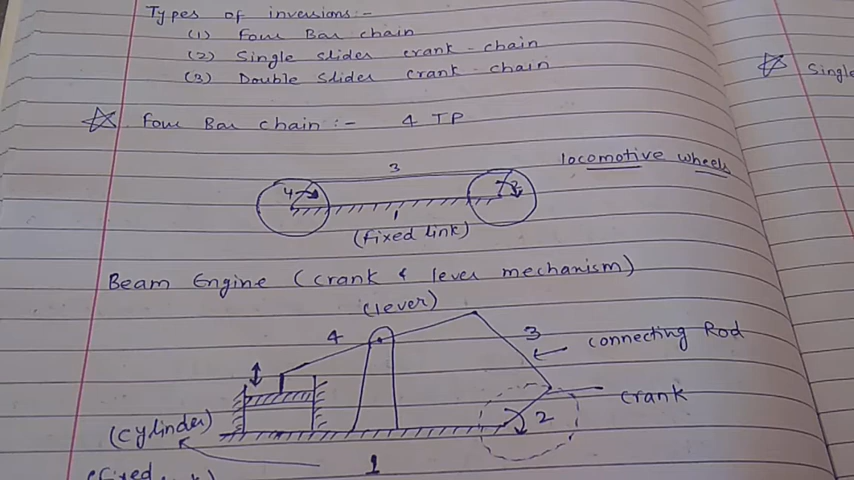 Types of inversions:-
(1) Four Bar chain
(2) Single slider crank-chain
(3) Double Slider crank-chain
Single
Four Bar chain:- 4 TP
locomotive wheels
3
4
2
1
(fixed link)
Beam Engine (crank & lever mechanism)
(lever)
4
3
connecting Rod
crank
2
(cylinder)
1
(fixed